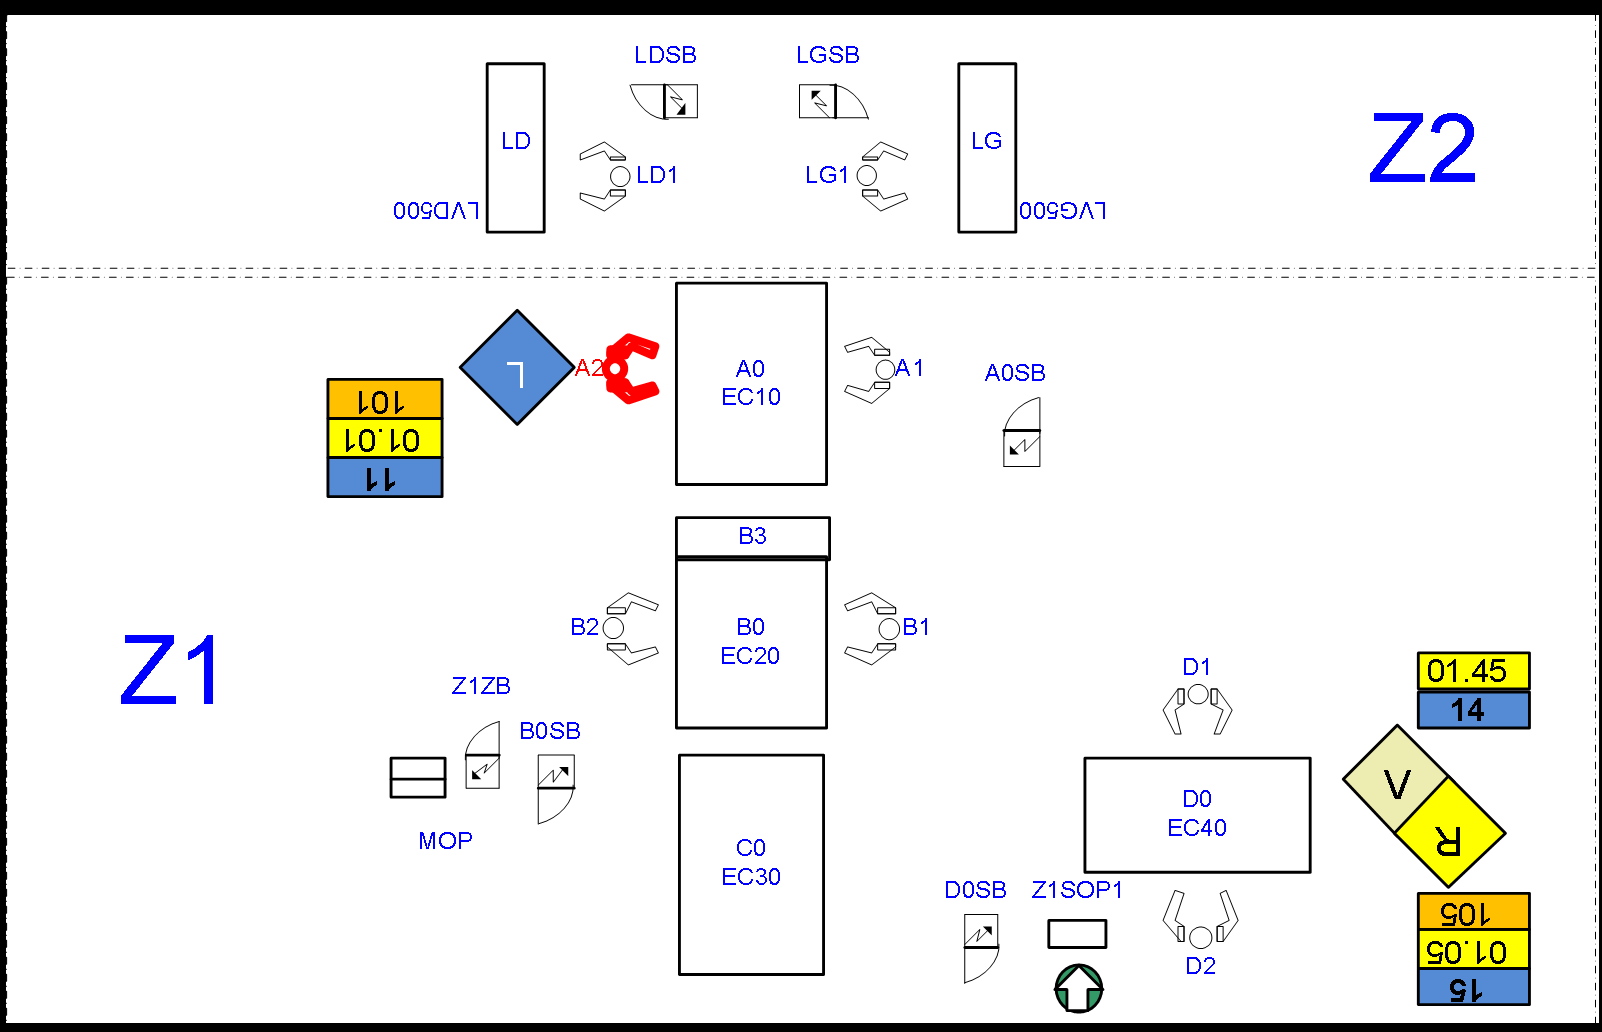 LDSB
LGSB
LD
LG
Z2
LD1
LG1
LVD500
LVG500
L
A2
A0
EC10
A1
A0SB
101
01.01
11
B3
B2
B0
EC20
B1
Z1
Z1ZB
B0SB
MOP
D1
01.45
14
V
R
D0
EC40
C0
EC30
D0SB
Z1SOP1
D2
105
01.05
15